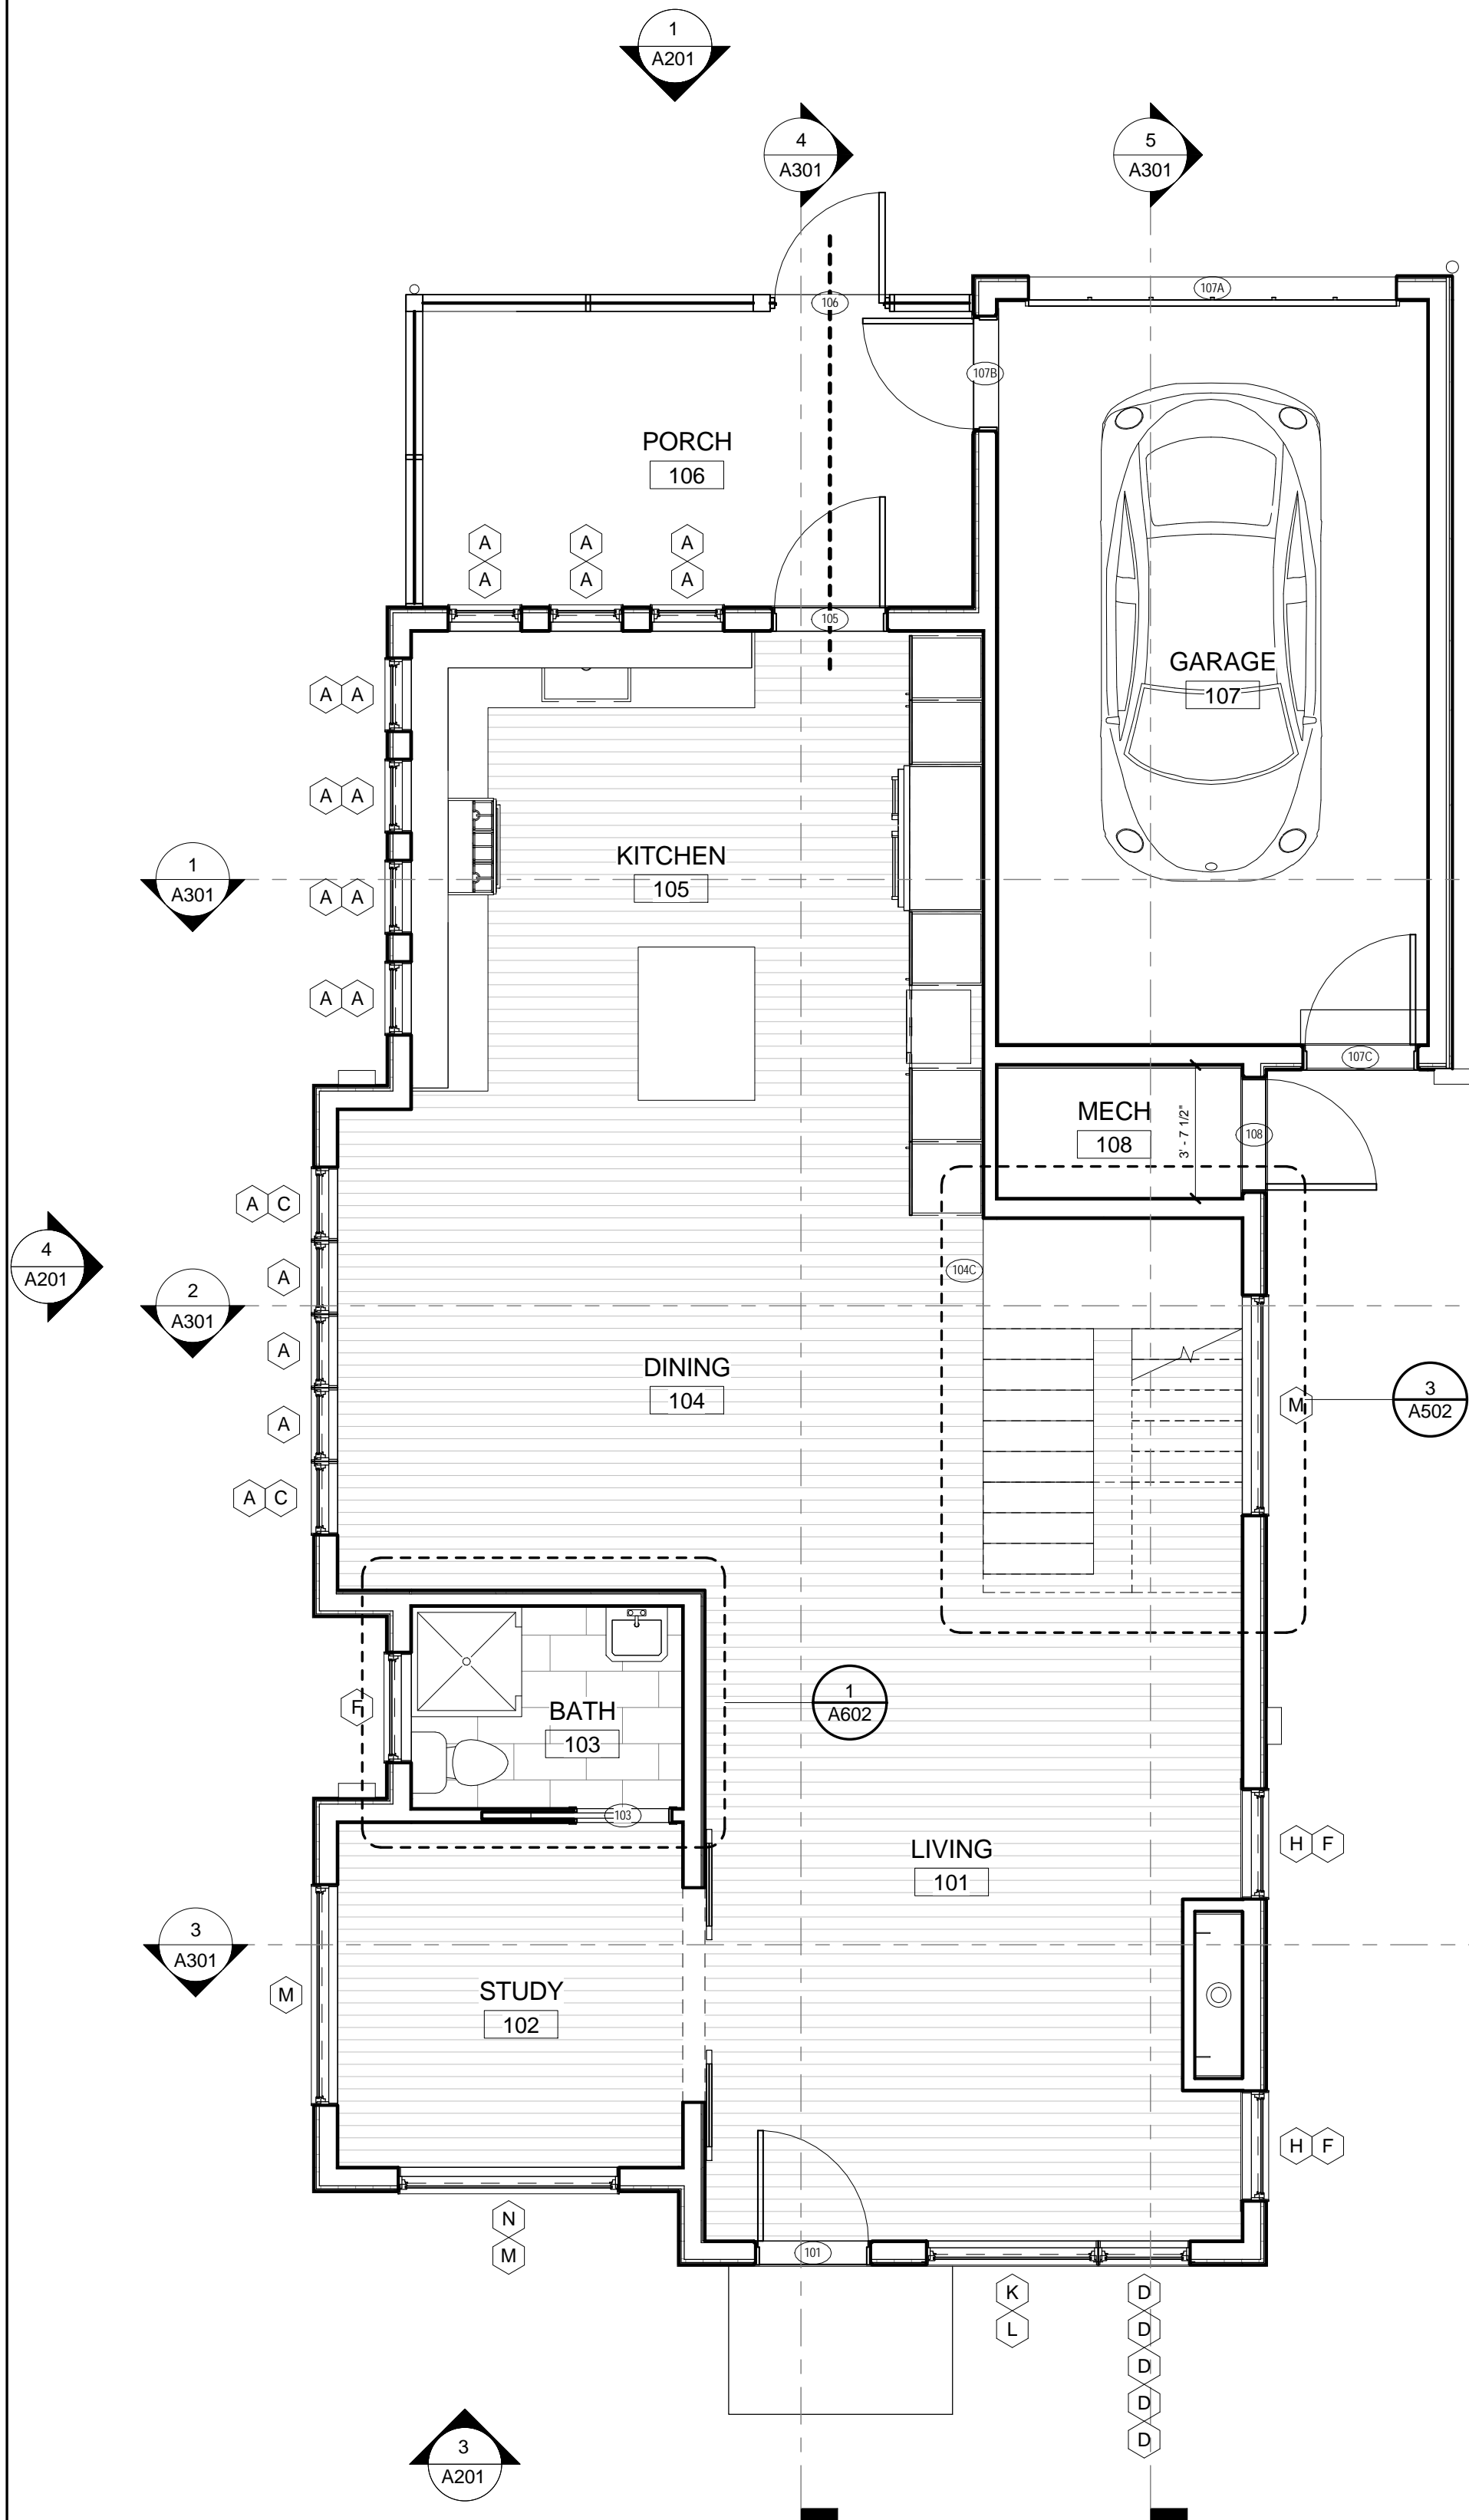 1
A201
4
A301
5
A301
106
107A
107B
PORCH
106
A
A
A
A
A
A
105
GARAGE
107
A A
A A
KITCHEN
105
1
A301
A A
A A
107C
MECH
108
3' - 7 1/2"
108
A C
4
A201
104C
A
2
A301
A
DINING
104
M
3
A502
A
A C
F
BATH
103
1
A602
103
LIVING
101
H F
3
A301
M
STUDY
102
H F
N
M
101
K
L
D
D
D
D
D
3
A201